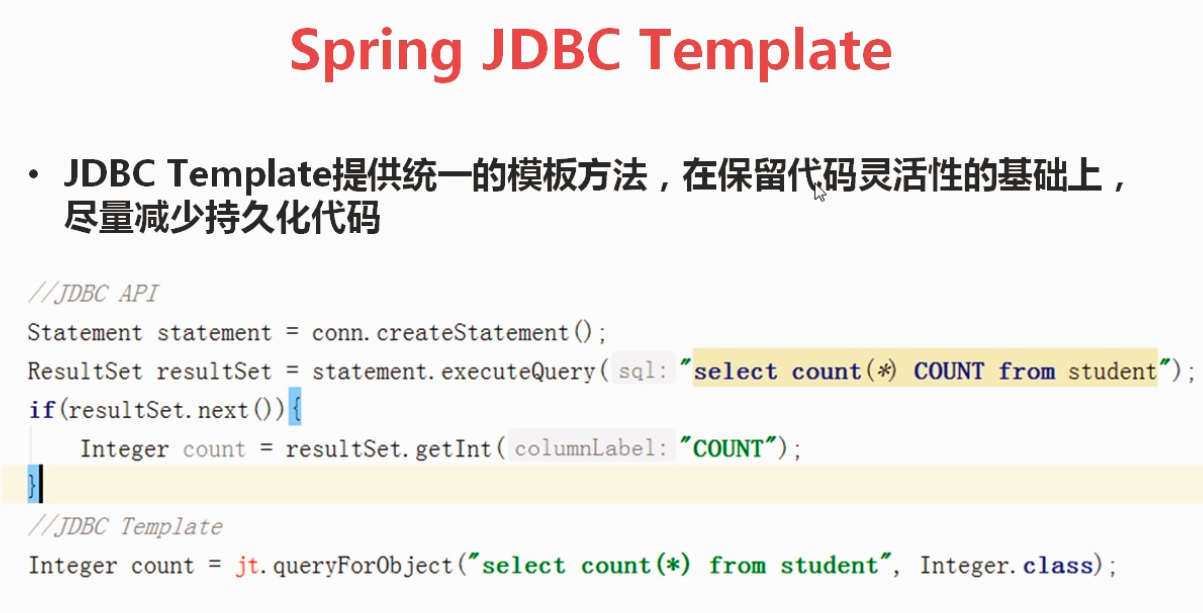 Spring JDBC Template
• JDBC Template提供统一的模板方法，在保留代码灵活性的基础上，
尽量减少持久化代码
//JDBC API
Statement statement = conn.createStatement();
ResultSet resultSet = statement.executeQuery( sql: "select count(*) COUNT from student");
if(resultSet.next()){
    Integer count = resultSet.getInt( columnLabel: "COUNT");
}
//JDBC Template
Integer count = jt.queryForObject("select count(*) from student", Integer.class);